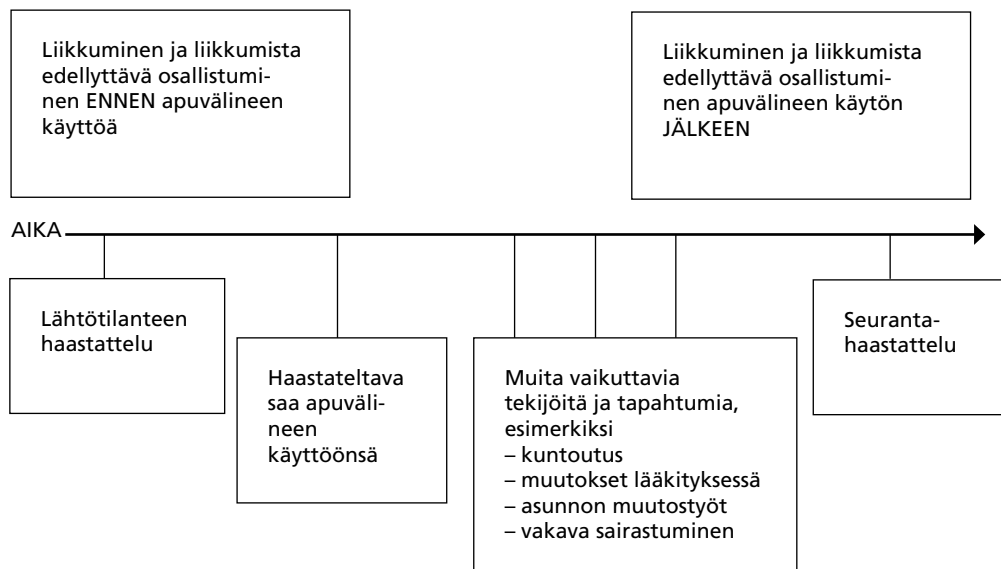 Liikkuminen ja liikkumista
edellyttävä osallistumi-
nen ENNEN apuvälineen
käyttöä
Liikkuminen ja liikkumista
edellyttävä osallistumi-
nen apuvälineen käytön
JÄLKEEN
AIKA
Lähtötilanteen
haastattelu
Haastateltava
saa apuväli-
neen
käyttöönsä
Muita vaikuttavia
tekijöitä ja tapahtumia,
esimerkiksi
– kuntoutus
– muutokset lääkityksessä
– asunnon muutostyöt
– vakava sairastuminen
Seuranta-
haastattelu